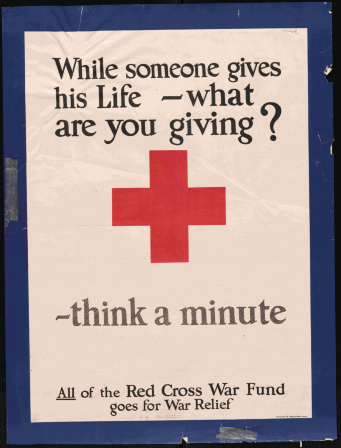 While someone gives
his Life – what
are you giving?
-think a minute
All of the Red Cross War Fund
goes for War Relief